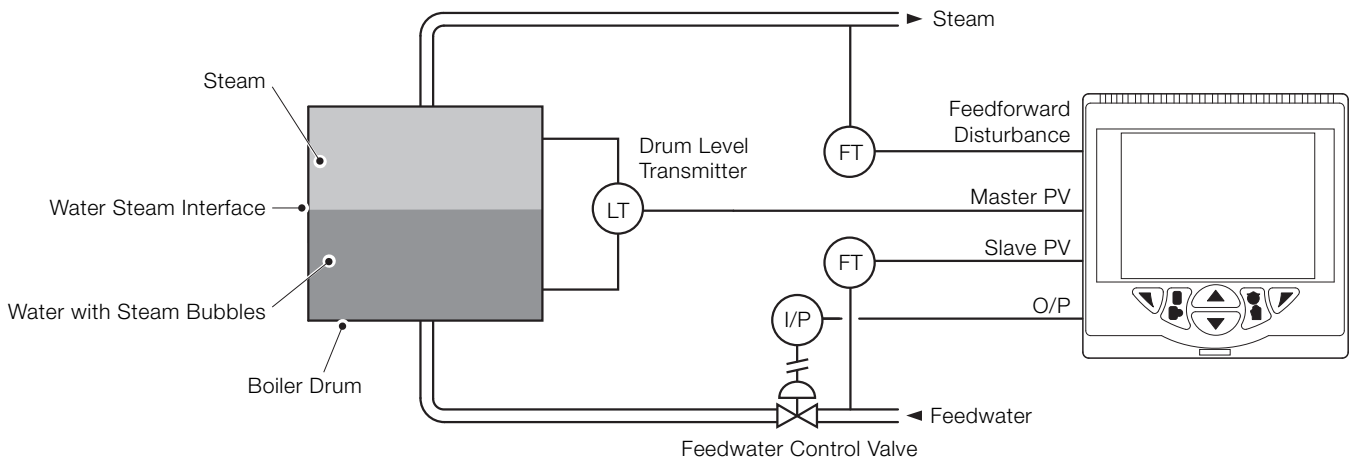 Steam
Steam
Feedforward
Disturbance
FT
Drum Level
Transmitter
Water Steam Interface
LT
Master PV
FT
Slave PV
Water with Steam Bubbles
I/P
O/P
Boiler Drum
Feedwater
Feedwater Control Valve